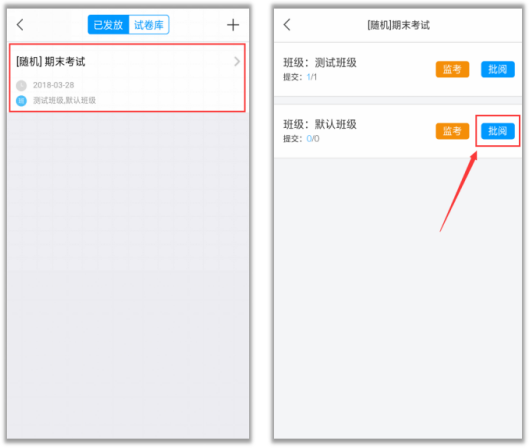 已发放 试卷库
[随机] 期末考试
2018-03-28
班 测试班级,默认班级
[随机]期末考试
班级：测试班级
提交：1/1
监考 批阅
班级：默认班级
提交：0/0
监考 批阅